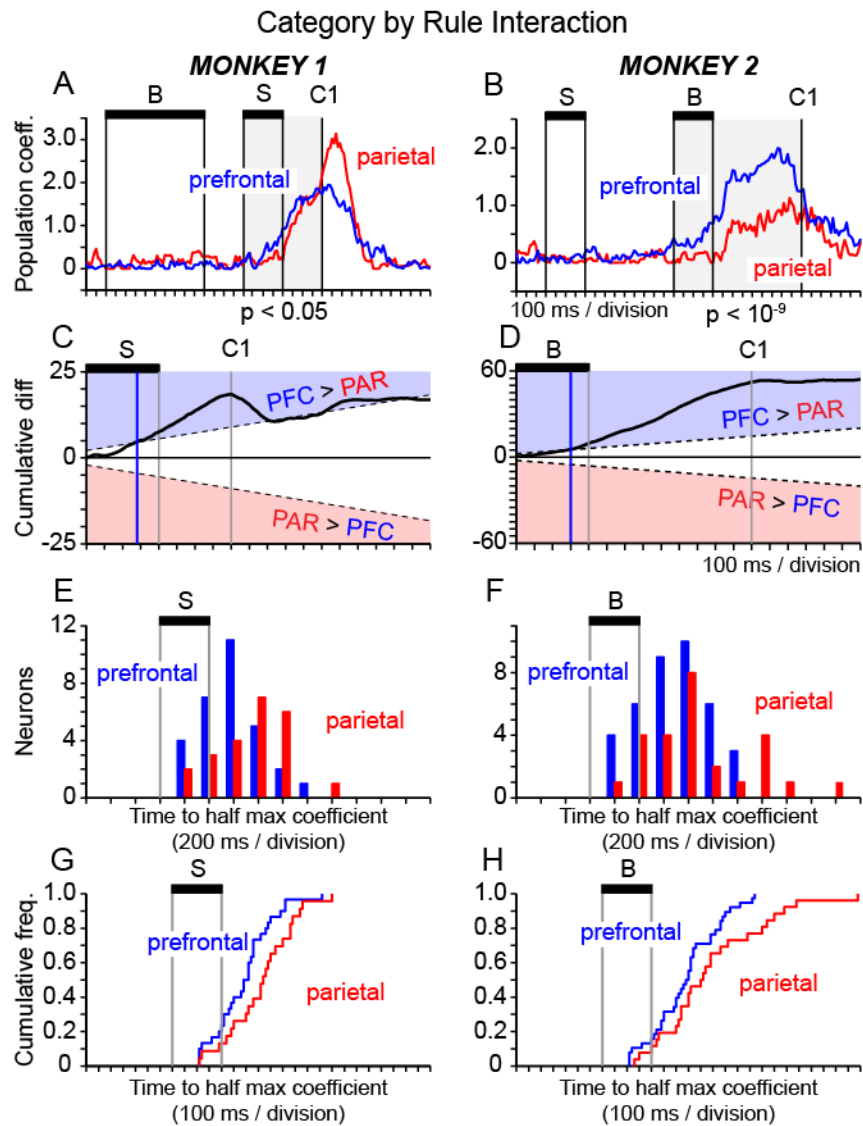 Category by Rule Interaction
MONKEY 1
MONKEY 2
A
B
S
C1
Population coeff.
3.0
2.0
1.0
0
prefrontal
parietal
p < 0.05
B
S
B
C1
2.0
1.0
0
prefrontal
parietal
100 ms / division
p < 10⁻⁹
C
S
C1
Cumulative diff
25
0
-25
PFC > PAR
PAR > PFC
D
B
C1
60
0
-60
PFC > PAR
PAR > PFC
100 ms / division
E
S
Neurons
12
8
4
0
prefrontal
parietal
Time to half max coefficient
(200 ms / division)
F
B
12
8
4
0
prefrontal
parietal
Time to half max coefficient
(200 ms / division)
G
S
Cumulative freq.
1.0
0.8
0.6
0.4
0.2
0
prefrontal
parietal
Time to half max coefficient
(100 ms / division)
H
B
1.0
0.8
0.6
0.4
0.2
0
prefrontal
parietal
Time to half max coefficient
(100 ms / division)